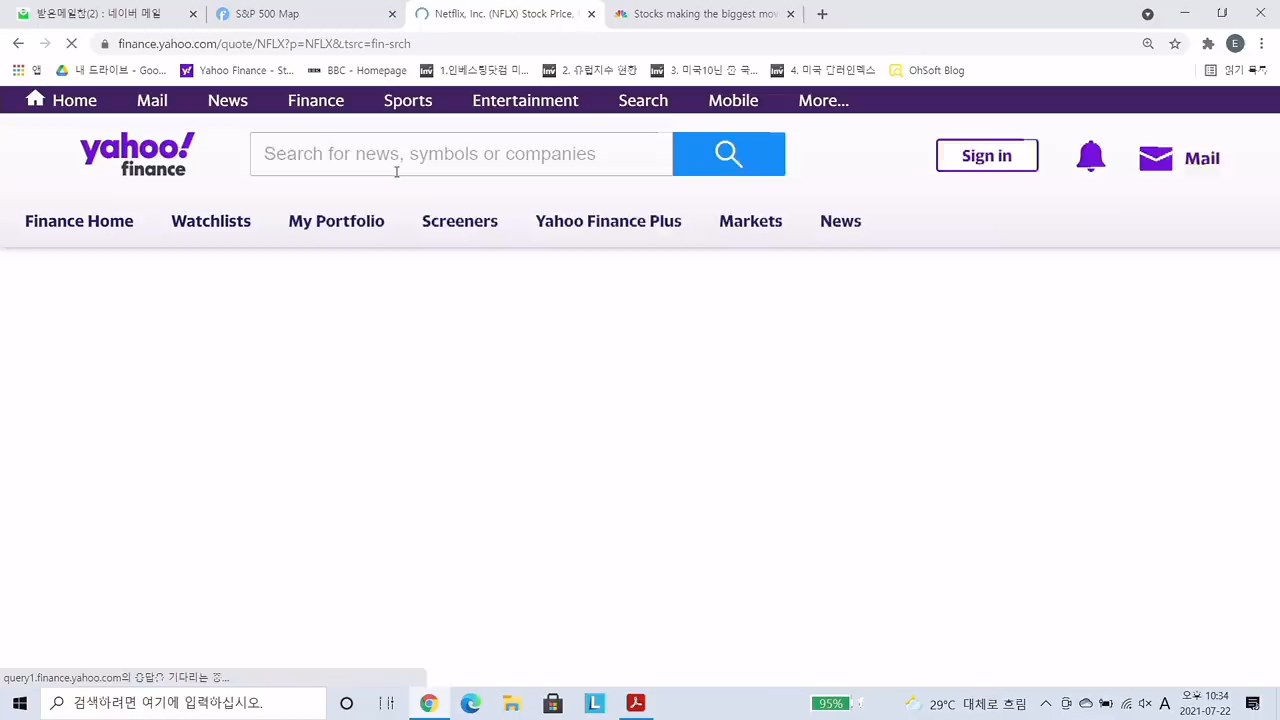 받은메일함(2) : 네이버 메일
S&P 500 Map
Netflix, Inc. (NFLX) Stock Price,
Stocks making the biggest mov
finance.yahoo.com/quote/NFLX?p=NFLX&.tsrc=fin-srch
E
앱
내 드라이브 - Goo...
Yahoo Finance - St...
BBC - Homepage
1.인베스팅닷컴 미...
2. 유럽지수 현황
3. 미국10년 만 국...
4. 미국 달러인덱스
OhSoft Blog
읽기 목록
Home Mail News Finance Sports Entertainment Search Mobile More...
yahoo!
finance
Search for news, symbols or companies
Sign in
Mail
Finance Home Watchlists My Portfolio Screeners Yahoo Finance Plus Markets News
query1.finance.yahoo.com의 응답을 기다리는 중...
검색하려면 여기에 입력하십시오.
95%
29°C 대체로 흐림
A
오후 10:34
2021-07-22